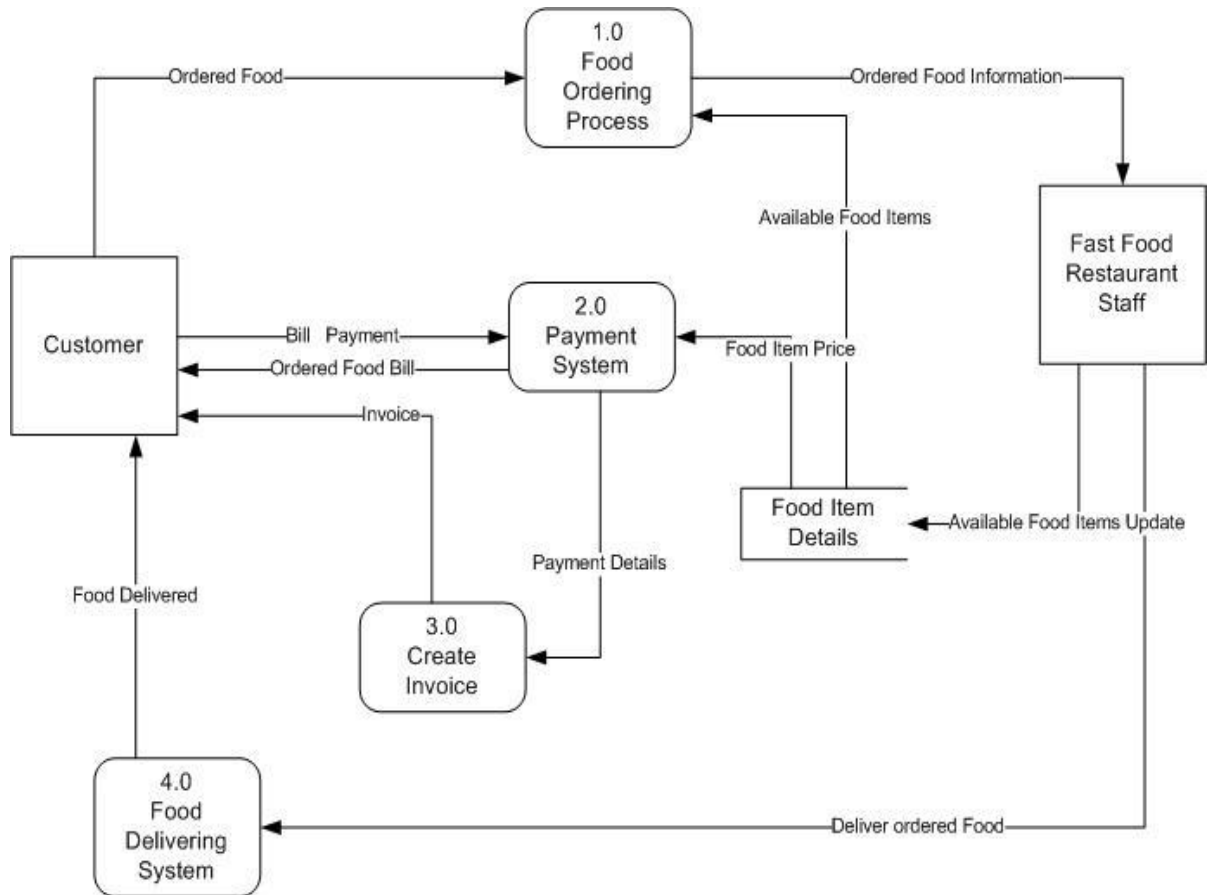 1.0
Food
Ordering
Process
Ordered Food
Ordered Food Information
Available Food Items
Fast Food
Restaurant
Staff
Customer
2.0
Payment
System
Bill   Payment
Ordered Food Bill
Food Item Price
Invoice
Food Item
Details
Available Food Items Update
Payment Details
Food Delivered
3.0
Create
Invoice
4.0
Food
Delivering
System
Deliver ordered Food